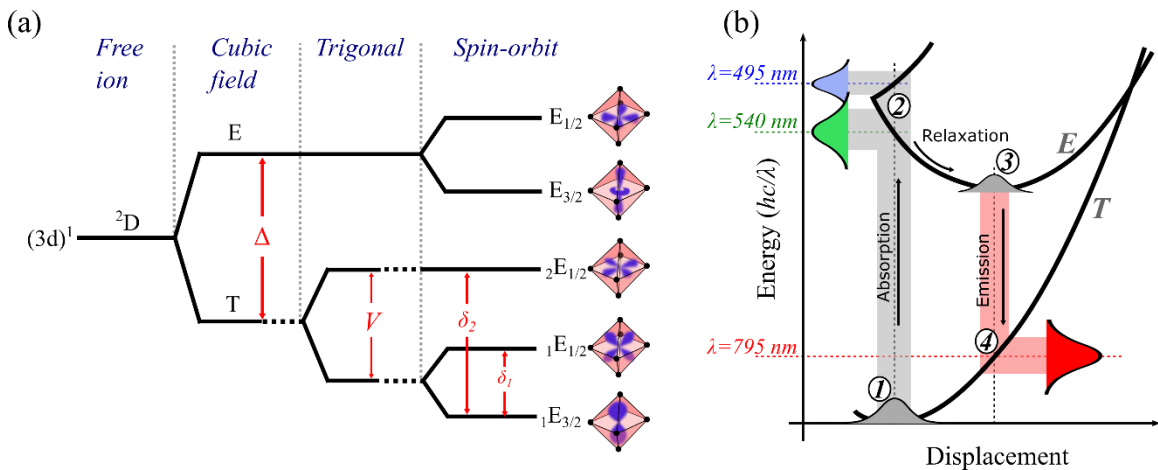 (a)
Free ion
Cubic field
Trigonal
Spin-orbit
E
E1/2
E3/2
(3d)¹
²D
Δ
T
V
δ₂
δ₁
₂E1/2
₁E1/2
₁E3/2
(b)
λ=495 nm
λ=540 nm
λ=795 nm
Energy (hc/λ)
Displacement
Absorption
Relaxation
Emission
E
T
1
2
3
4